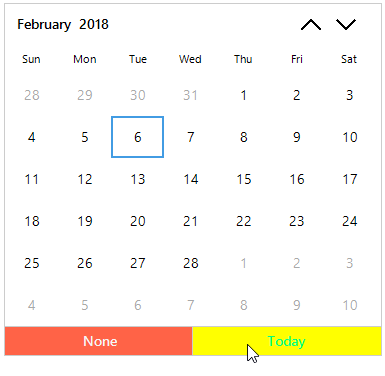 February 2018
Sun Mon Tue Wed Thu Fri Sat
28 29 30 31 1 2 3
4 5 6 7 8 9 10
11 12 13 14 15 16 17
18 19 20 21 22 23 24
25 26 27 28 1 2 3
4 5 6 7 8 9 10
None Today